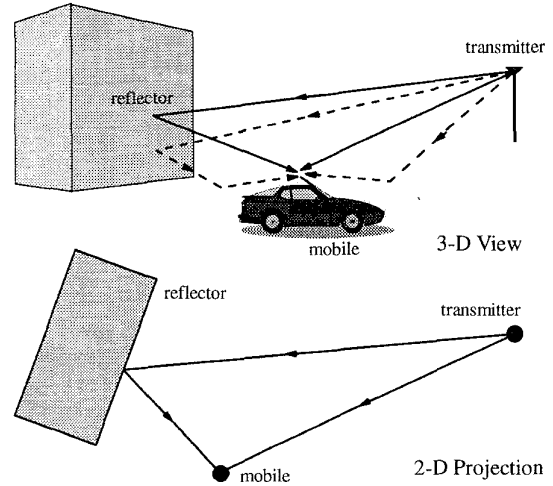 transmitter
reflector
mobile
3-D View
reflector
transmitter
mobile
2-D Projection